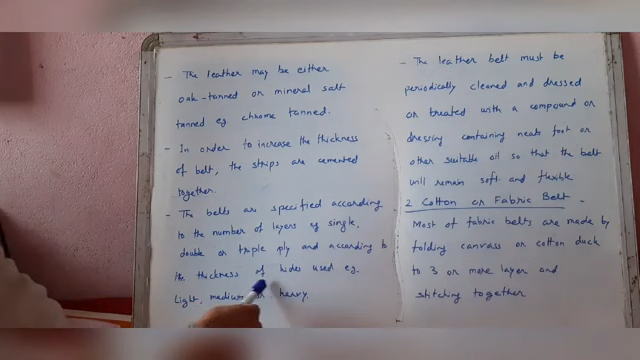 - The leather may be either
oak-tanned or mineral salt
tanned eg chrome tanned.
- In order to increase the thickness
of belt, the strips are cemented
together.
- The belts are specified according
to the number of layers eg single,
double or triple ply and according to
the thickness of hides used eg.
light, medium heavy.
- The leather belt must be
periodically cleaned and dressed
or treated with a compound or
dressing containing neats foot or
other suitable oil so that the belt
will remain soft and flexible
2 Cotton or Fabric Belt -
Most of fabric belts are made by
folding canvass or cotton duck
to 3 or more layer and
stitching together